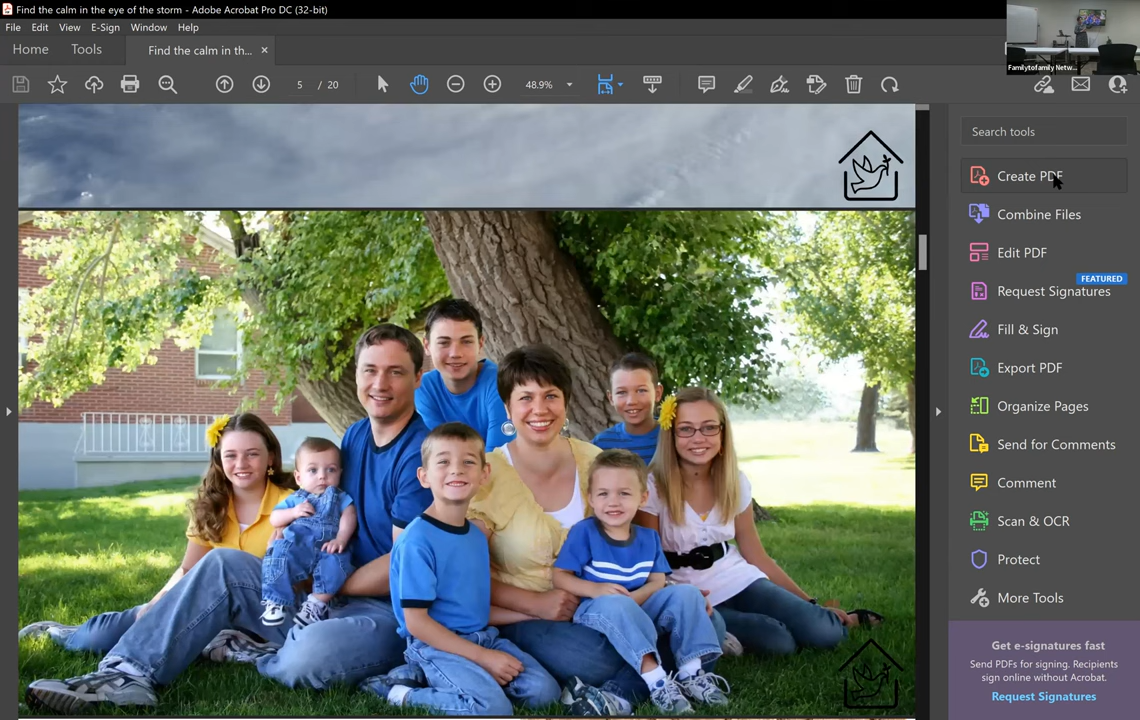 Find the calm in the eye of the storm - Adobe Acrobat Pro DC (32-bit)
File Edit View E-Sign Window Help
Home Tools Find the calm in th... ×
5 / 20 48.9%
Familytofamily Netw...
Search tools
Create PDF
Combine Files
Edit PDF
FEATURED
Request Signatures
Fill & Sign
Export PDF
Organize Pages
Send for Comments
Comment
Scan & OCR
Protect
More Tools
Get e-signatures fast
Send PDFs for signing. Recipients
sign online without Acrobat.
Request Signatures